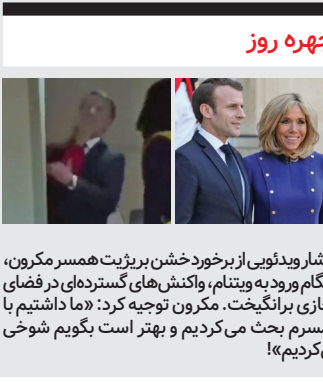 چهره روز
شار ویدئویی از برخورد خشن بریژیت همسر مکرون،
گام ورود به ویتنام، واکنش‌های گسترده‌ای در فضای
جازی برانگیخت. مکرون توجیه کرد: «ما داشتیم با
سرم بحث می‌کردیم و بهتر است بگویم شوخی
کردیم»!